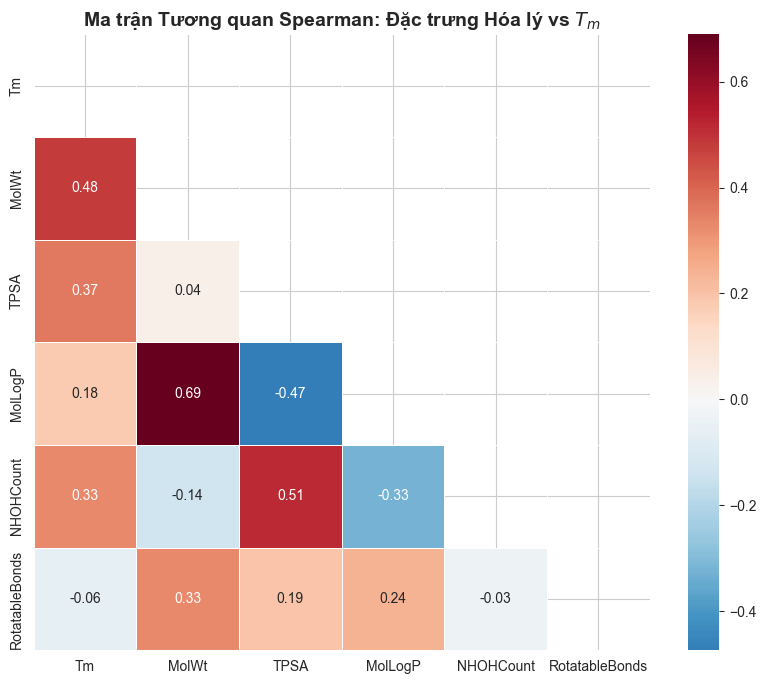 Ma trận Tương quan Spearman: Đặc trưng Hóa lý vs $T_m$
Tm
MolWt 0.48
TPSA 0.37 0.04
MolLogP 0.18 0.69 -0.47
NHOHCount 0.33 -0.14 0.51 -0.33
RotatableBonds -0.06 0.33 0.19 0.24 -0.03
Tm MolWt TPSA MolLogP NHOHCount RotatableBonds
0.6
0.4
0.2
0.0
-0.2
-0.4